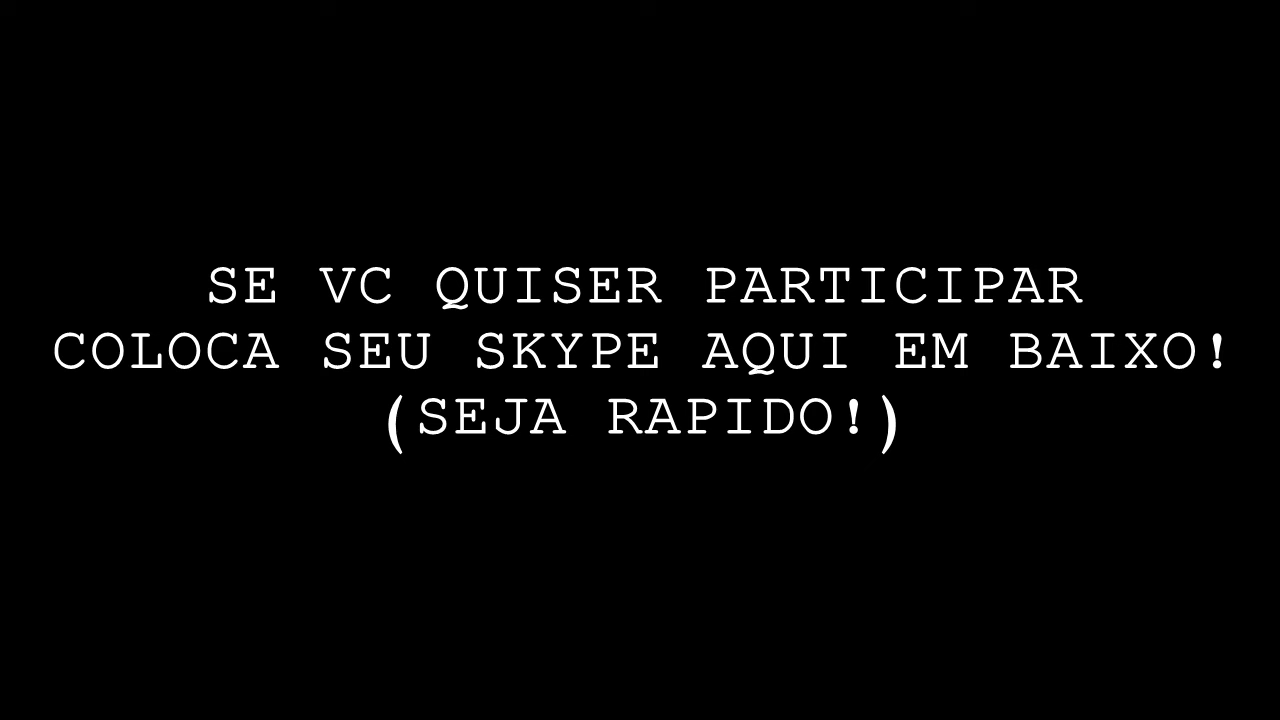 SE VC QUISER PARTICIPAR
COLOCA SEU SKYPE AQUI EM BAIXO!
(SEJA RAPIDO!)